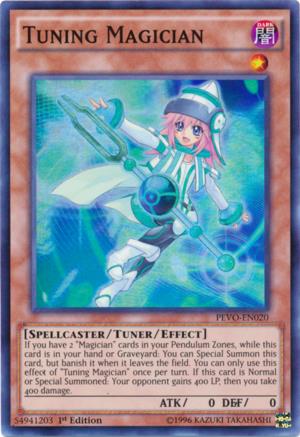 TUNING MAGICIAN
DARK
闇
PEVO-EN020
[SPELLCASTER/TUNER/EFFECT]
If you have 2 "Magician" cards in your Pendulum Zones, while this
card is in your hand or Graveyard: You can Special Summon this
card, but banish it when it leaves the field. You can only use this
effect of "Tuning Magician" once per turn. If this card is Normal
or Special Summoned: Your opponent gains 400 LP, then you take
400 damage.
ATK/ 0 DEF/ 0
54941203 1st Edition ©1996 KAZUKI TAKAHASHI